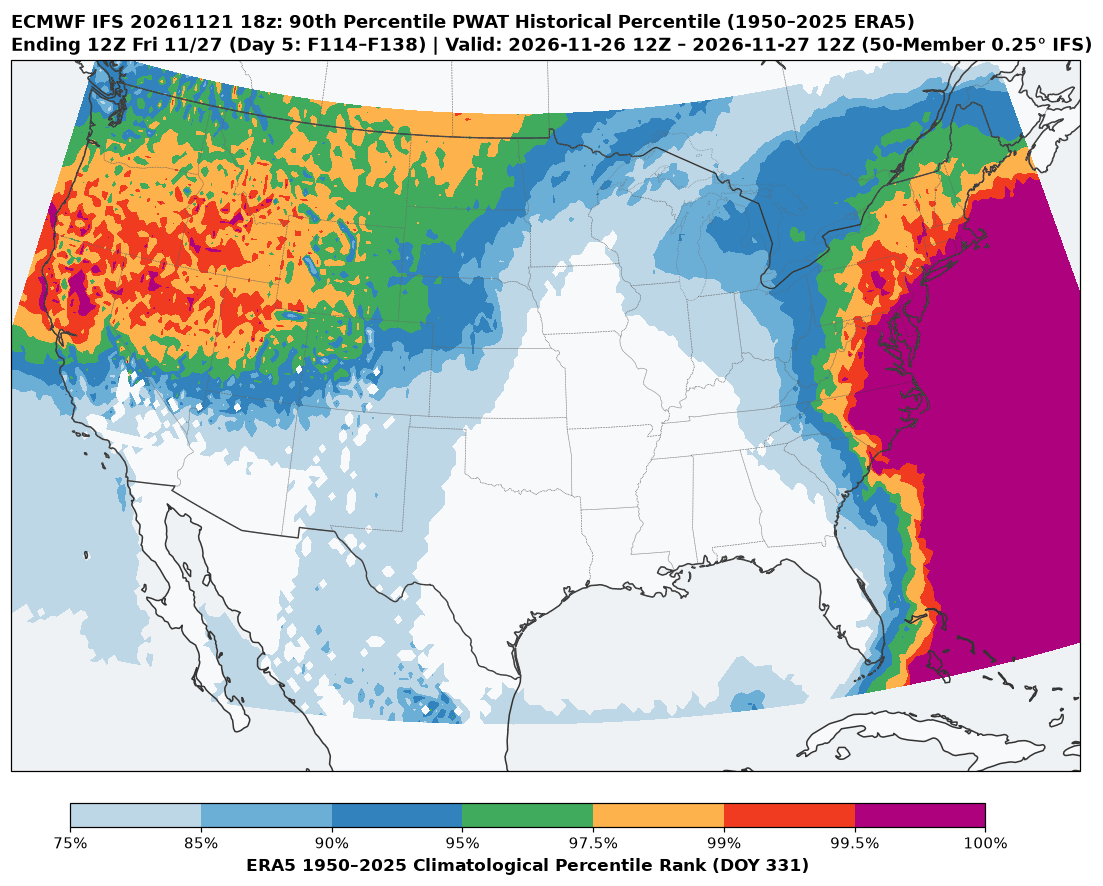 ECMWF IFS 20261121 18z: 90th Percentile PWAT Historical Percentile (1950–2025 ERA5)
Ending 12Z Fri 11/27 (Day 5: F114–F138) | Valid: 2026-11-26 12Z – 2026-11-27 12Z (50-Member 0.25° IFS)
75% 85% 90% 95% 97.5% 99% 99.5% 100%
ERA5 1950–2025 Climatological Percentile Rank (DOY 331)